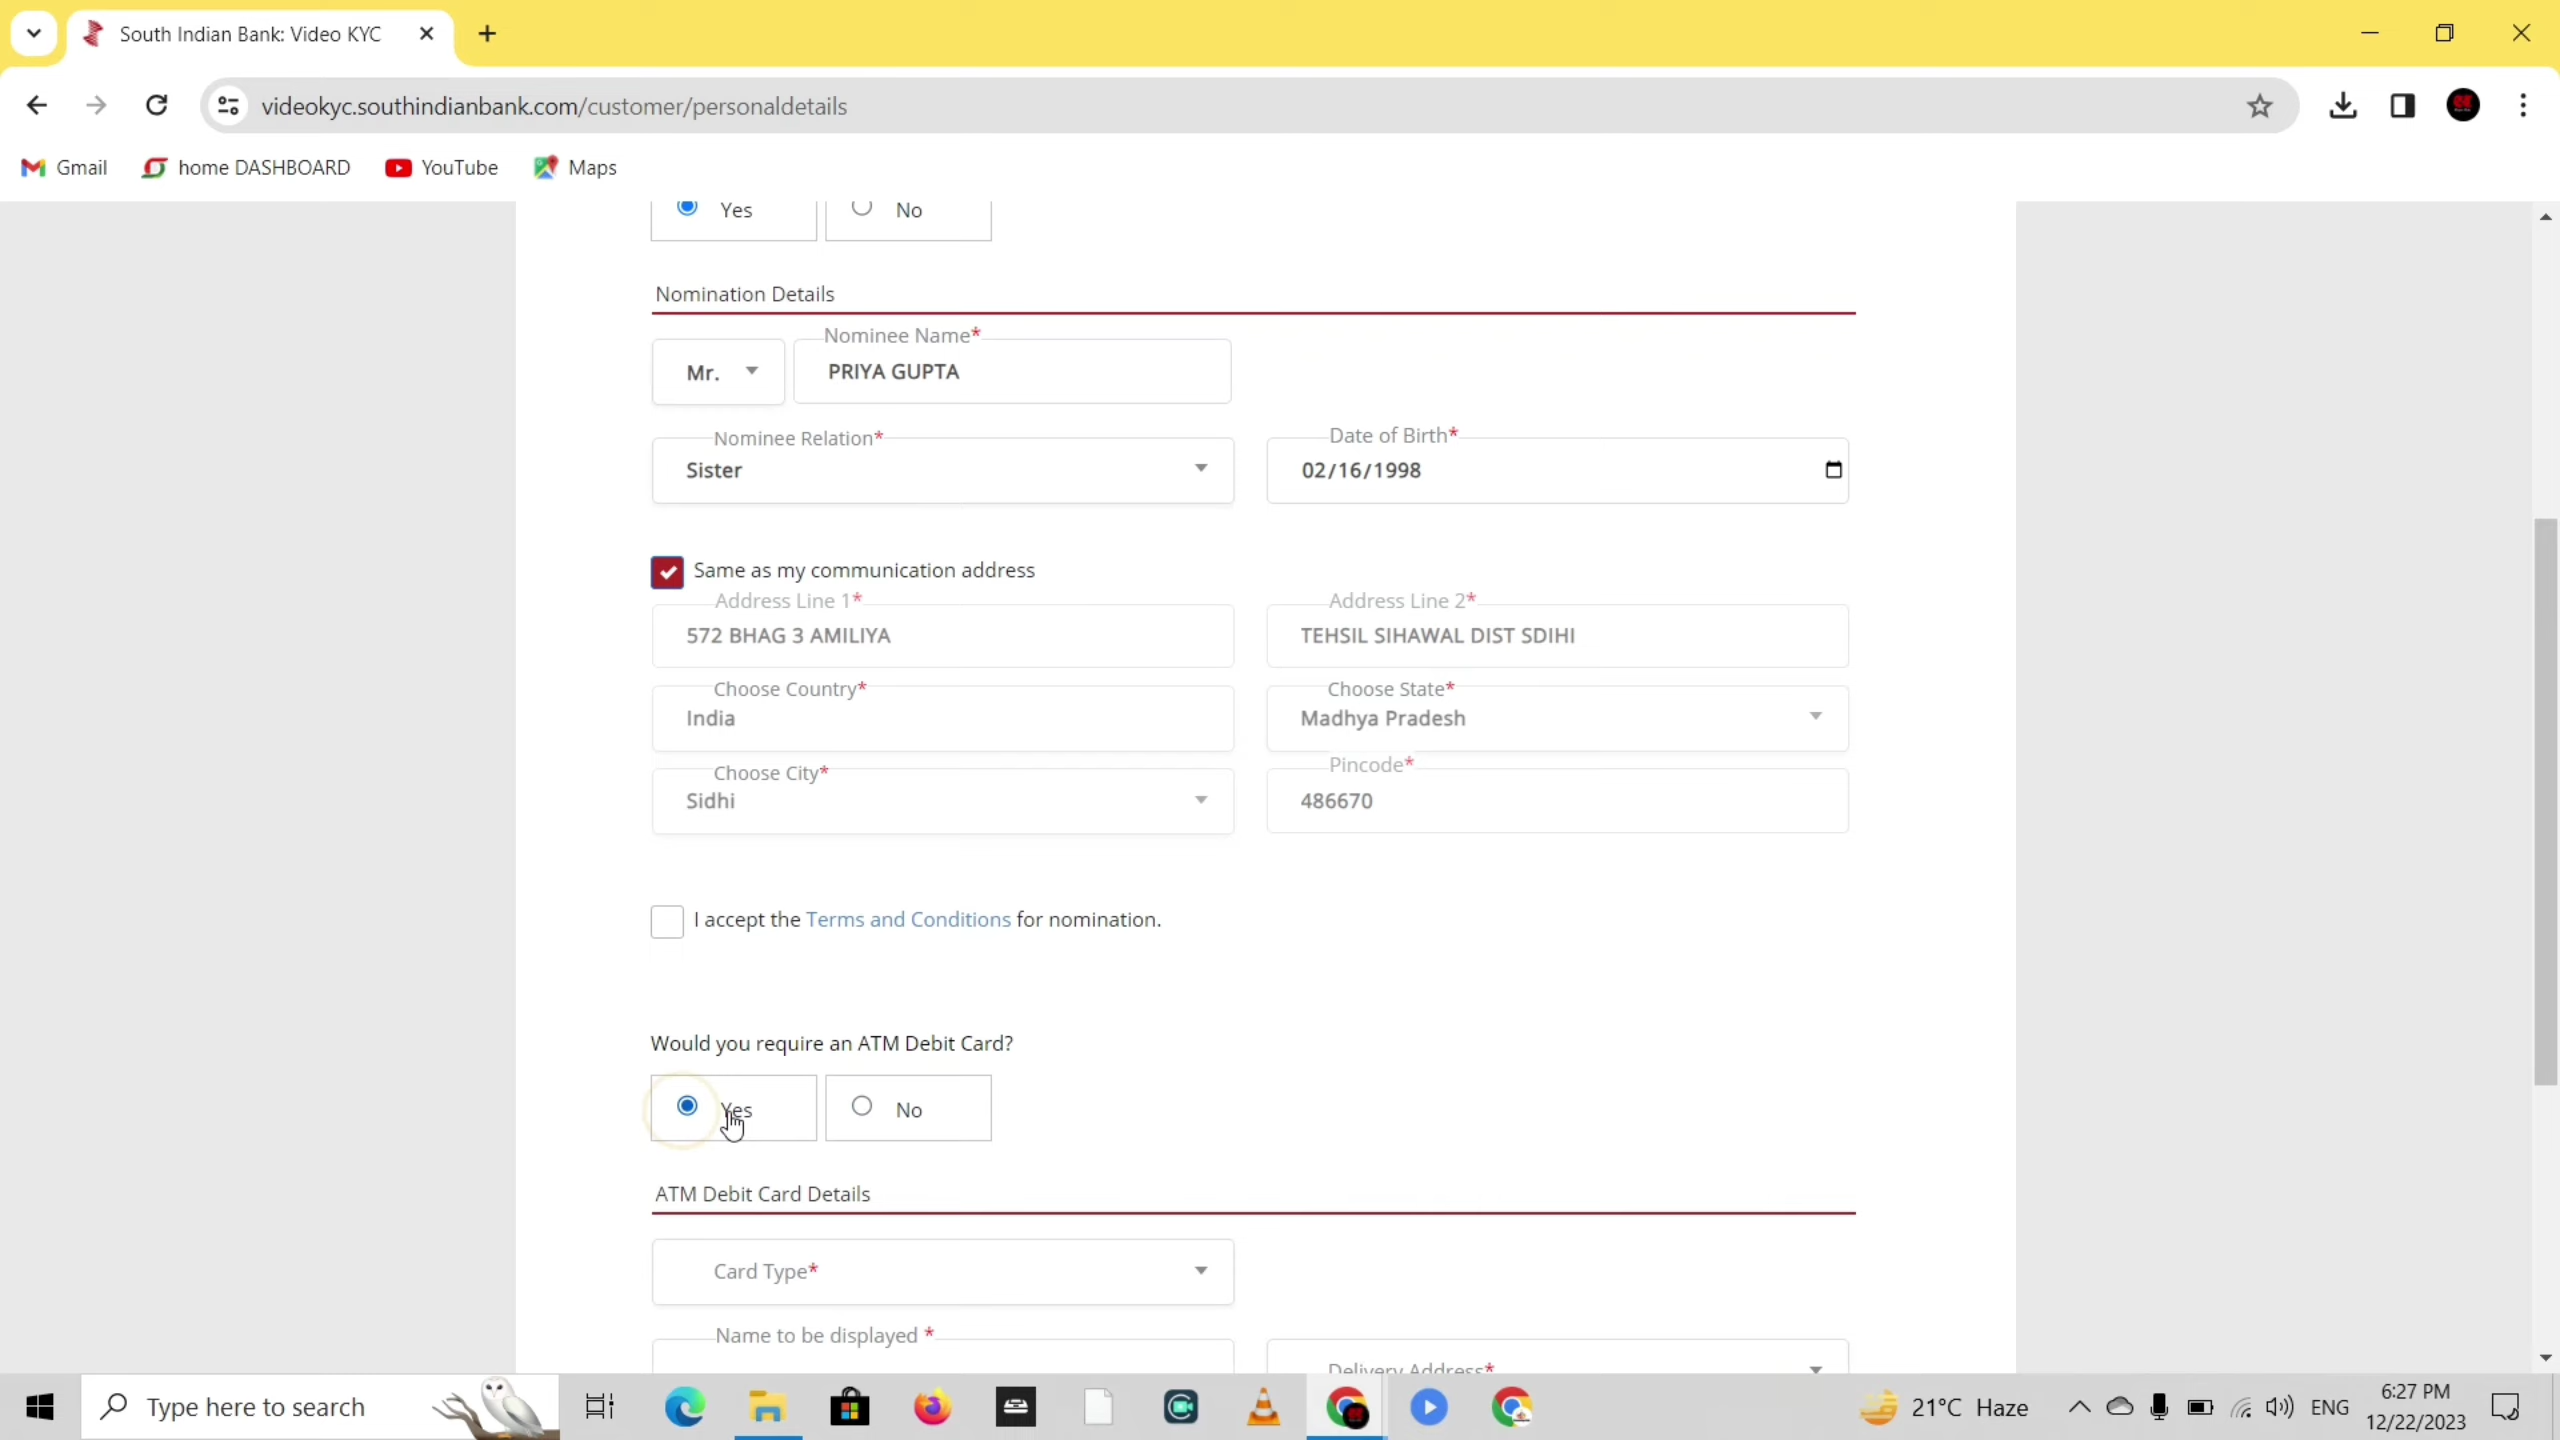 South Indian Bank: Video KYC
videokyc.southindianbank.com/customer/personaldetails
Gmail
home DASHBOARD
YouTube
Maps
Yes
No
Nomination Details
Nominee Name*
Mr.
PRIYA GUPTA
Nominee Relation*
Date of Birth*
Sister
02/16/1998
Same as my communication address
Address Line 1*
Address Line 2*
572 BHAG 3 AMILIYA
TEHSIL SIHAWAL DIST SDIHI
Choose Country*
Choose State*
India
Madhya Pradesh
Choose City*
Pincode*
Sidhi
486670
I accept the Terms and Conditions for nomination.
Would you require an ATM Debit Card?
Yes
No
ATM Debit Card Details
Card Type*
Name to be displayed *
Delivery Address*
Type here to search
21°C Haze
ENG
6:27 PM
12/22/2023